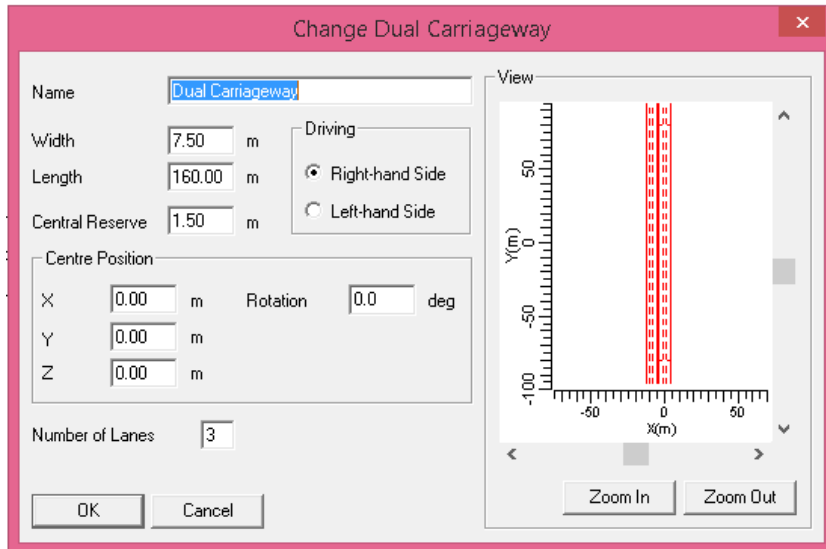 Change Dual Carriageway
Name Dual Carriageway
Width 7.50 m
Length 160.00 m
Central Reserve 1.50 m
Driving
Right-hand Side
Left-hand Side
Centre Position
X 0.00 m Rotation 0.0 deg
Y 0.00 m
Z 0.00 m
Number of Lanes 3
OK Cancel
View
Y(m)
50
0
-50
-100
-50 0 50
X(m)
Zoom In Zoom Out